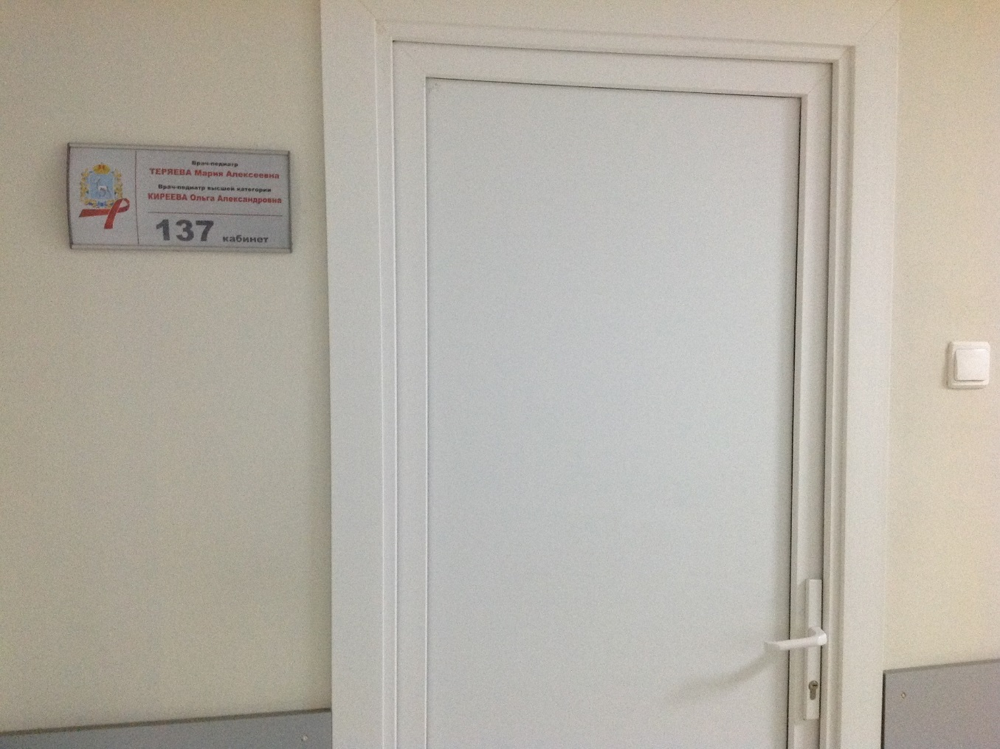 Врач-педиатр
ТЕРЯЕВА Мария Алексеевна
Врач-педиатр высшей категории
КИРЕЕВА Ольга Александровна
137 кабинет